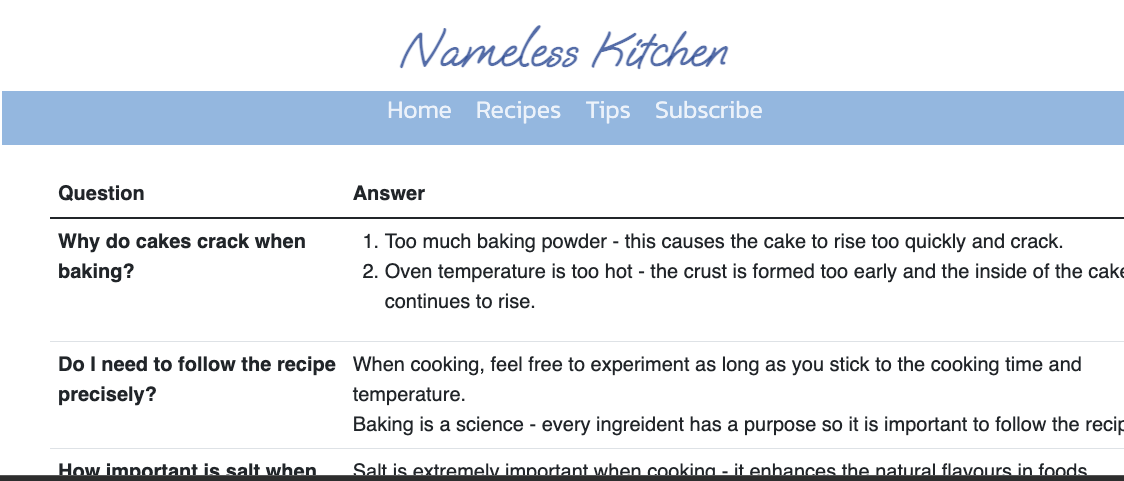 Nameless Kitchen
Home Recipes Tips Subscribe
Question Answer
Why do cakes crack when
baking?
1. Too much baking powder - this causes the cake to rise too quickly and crack.
2. Oven temperature is too hot - the crust is formed too early and the inside of the cake
continues to rise.
Do I need to follow the recipe
precisely?
When cooking, feel free to experiment as long as you stick to the cooking time and
temperature.
Baking is a science - every ingreident has a purpose so it is important to follow the recip
How important is salt when
Salt is extremely important when cooking - it enhances the natural flavours in foods